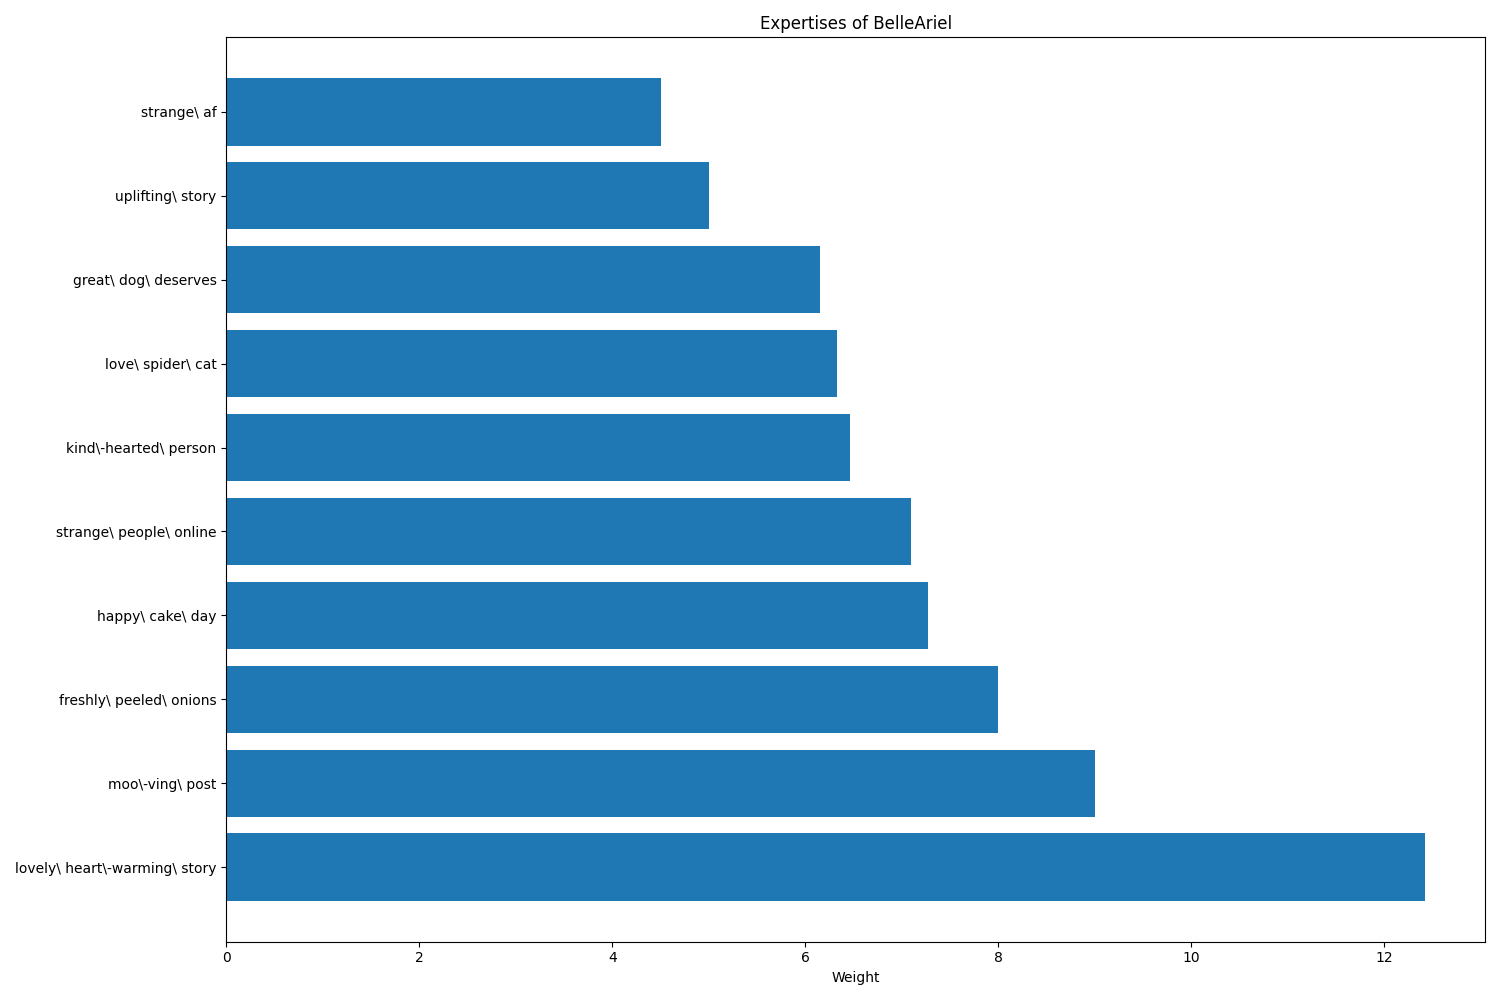 Expertises of BelleAriel
strange\ af
uplifting\ story
great\ dog\ deserves
love\ spider\ cat
kind\-hearted\ person
strange\ people\ online
happy\ cake\ day
freshly\ peeled\ onions
moo\-ving\ post
lovely\ heart\-warming\ story
0 2 4 6 8 10 12
Weight